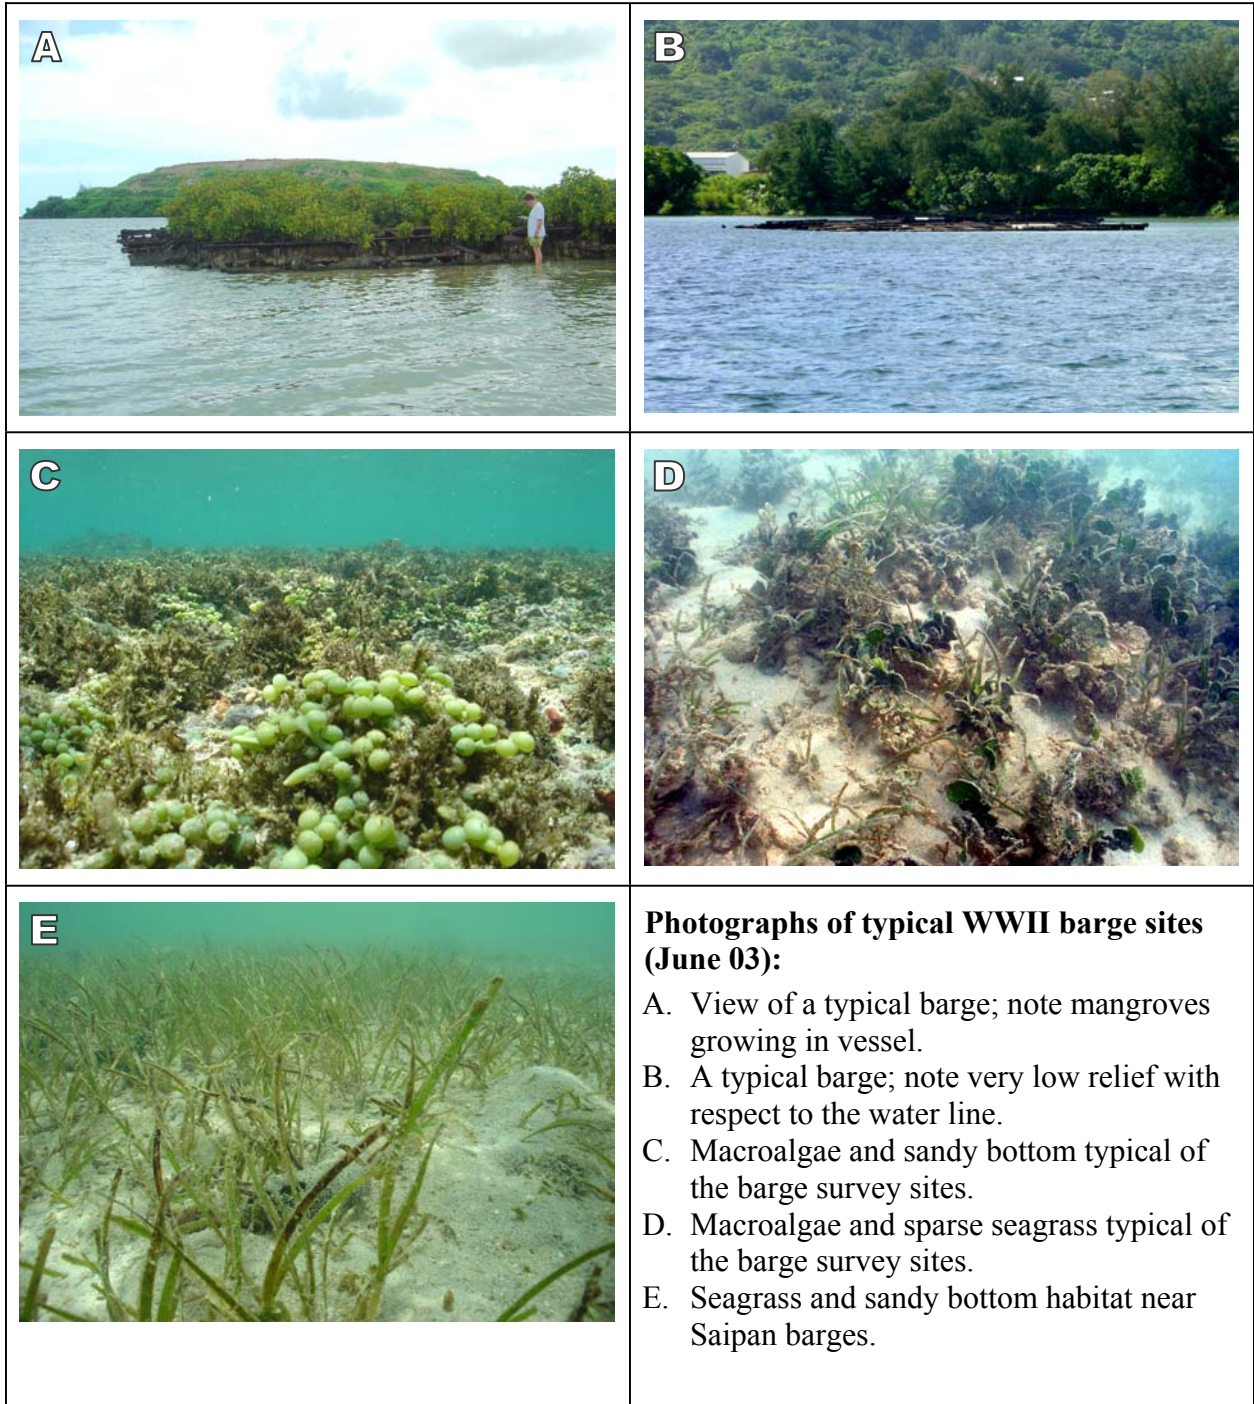 A
B
C
D
E
Photographs of typical WWII barge sites
(June 03):
A. View of a typical barge; note mangroves
growing in vessel.
B. A typical barge; note very low relief with
respect to the water line.
C. Macroalgae and sandy bottom typical of
the barge survey sites.
D. Macroalgae and sparse seagrass typical of
the barge survey sites.
E. Seagrass and sandy bottom habitat near
Saipan barges.